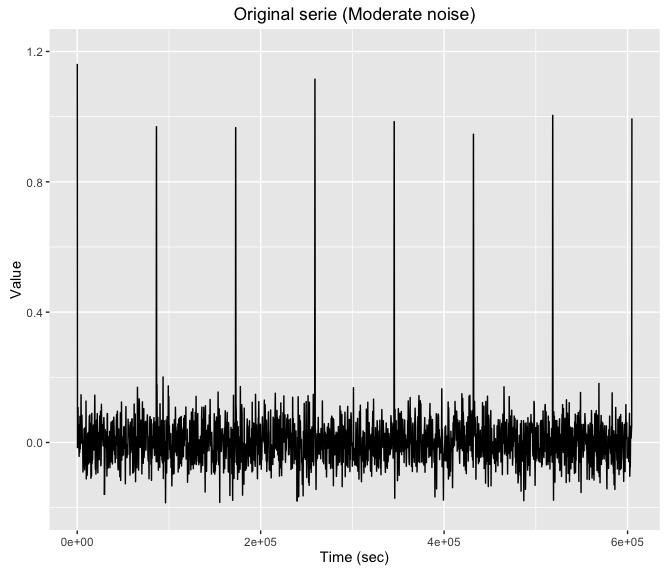 Original serie (Moderate noise)
1.2
0.8
0.4
0.0
Value
0e+00 2e+05 4e+05 6e+05
Time (sec)